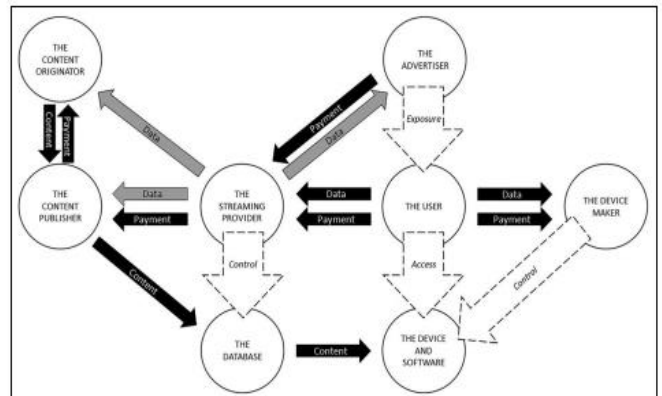 THE
CONTENT
ORIGINATOR
THE
ADVERTISER
Content
Payment
Data
Payment
Data
Exposure
THE
CONTENT
PUBLISHER
Data
Payment
THE
STREAMING
PROVIDER
Data
Payment
THE USER
Data
Payment
THE DEVICE
MAKER
Content
Control
Access
Control
THE
DATABASE
Content
THE DEVICE
AND
SOFTWARE